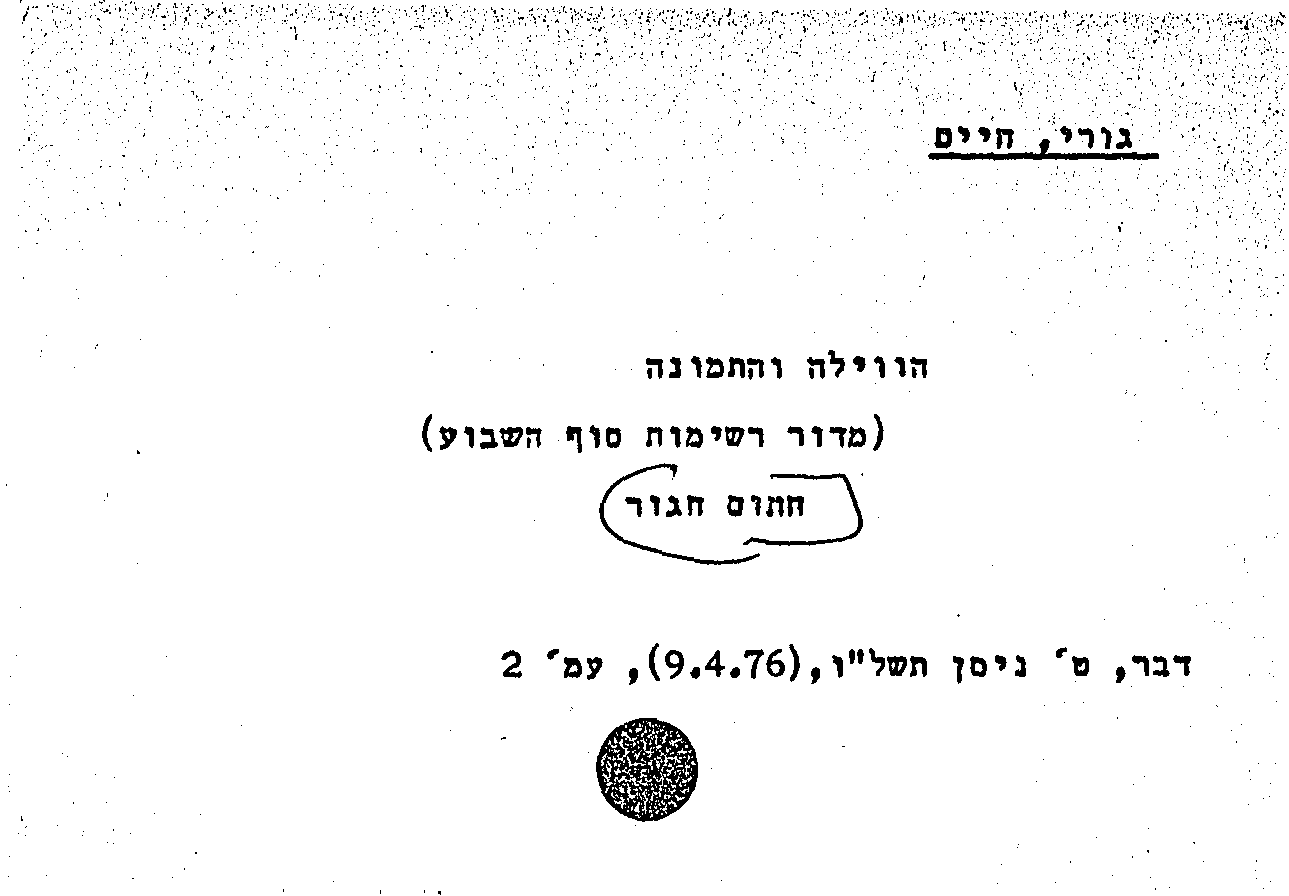 גורי, חיים
הווילה והתמונה
(מדור רשימות סוף השבוע)
חתום חגור
דבר, ט׳ ניסן תשל"ו,(9.4.76), עמ׳ 2